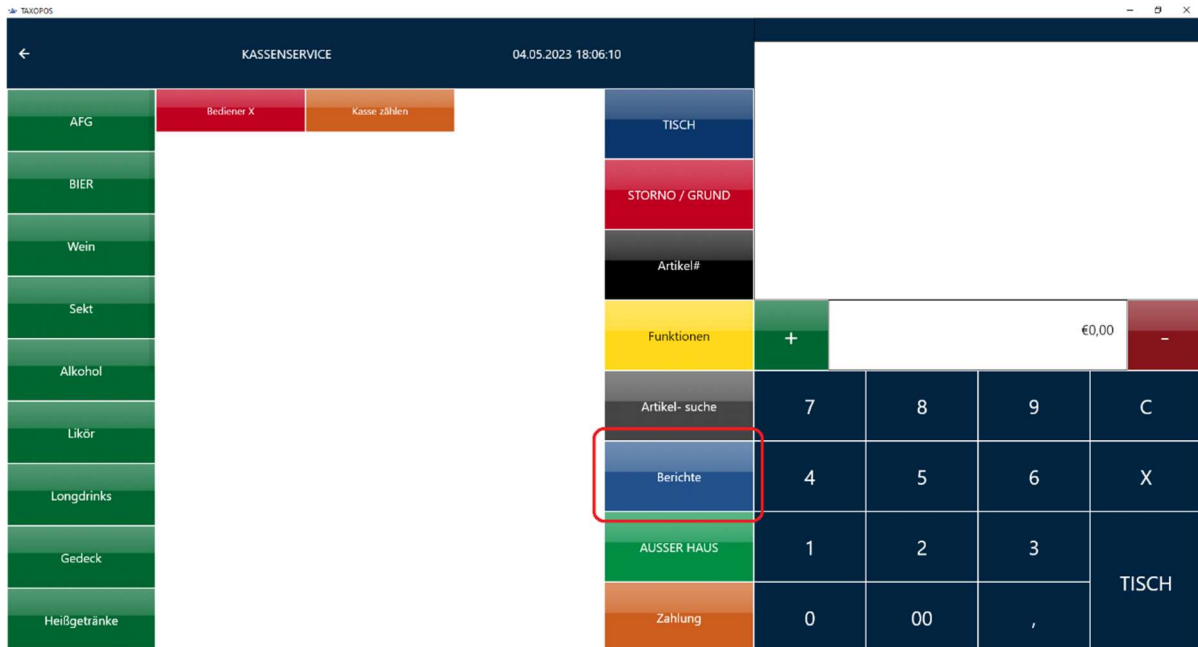 TAXOPOS
KASSENSERVICE
04.05.2023 18:06:10
AFG
BIER
Wein
Sekt
Alkohol
Likör
Longdrinks
Gedeck
Heißgetränke
Bediener X
Kasse zählen
TISCH
STORNO / GRUND
Artikel#
Funktionen
Artikel- suche
Berichte
AUSSER HAUS
Zahlung
+ €0,00 -
7 8 9 C
4 5 6 X
1 2 3
TISCH
0 00 ,